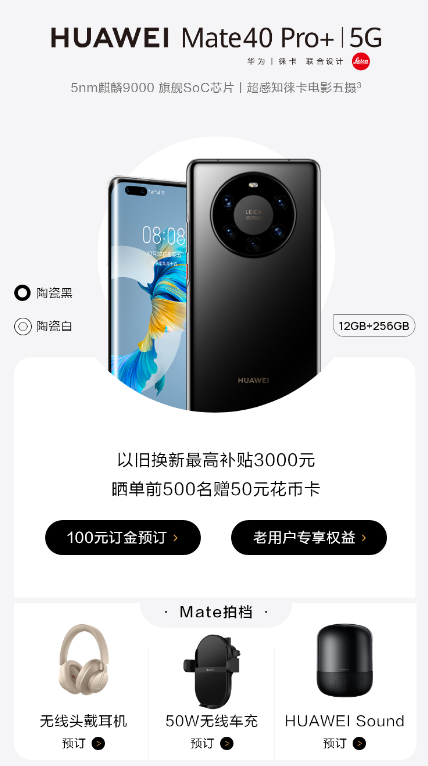 HUAWEI Mate40 Pro+ | 5G
华为 | 徕卡 联合设计 Leica
5nm麒麟9000 旗舰SoC芯片 | 超感知徕卡电影五摄³
08:08
LEICA
HUAWEI
陶瓷黑
陶瓷白
12GB+256GB
以旧换新最高补贴3000元
晒单前500名赠50元花币卡
100元订金预订 >
老用户专享权益 >
· Mate拍档 ·
无线头戴耳机
预订 >
50W无线车充
预订 >
HUAWEI Sound
预订 >